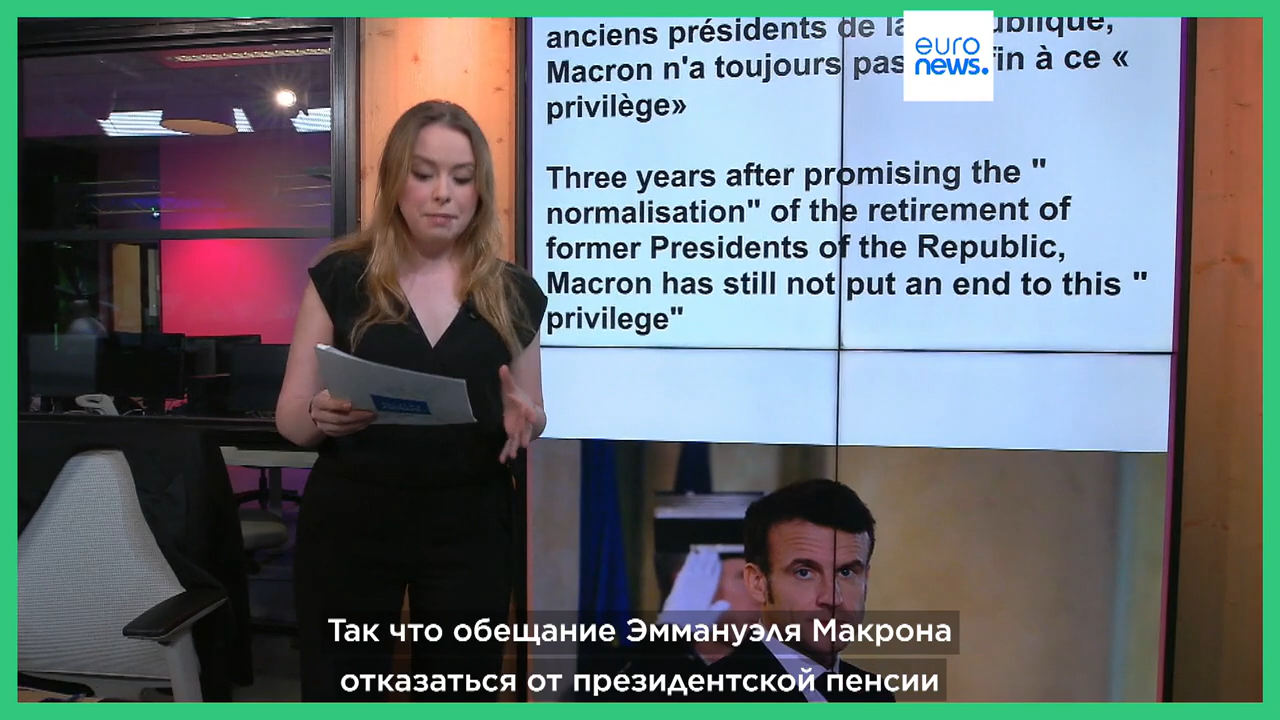 anciens présidents de la
Macron n'a toujours pas fin à ce «
privilège»
euro
news.
Three years after promising the "
normalisation" of the retirement of
former Presidents of the Republic,
Macron has still not put an end to this "
privilege"
Так что обещание Эммануэля Макрона
отказаться от президентской пенсии